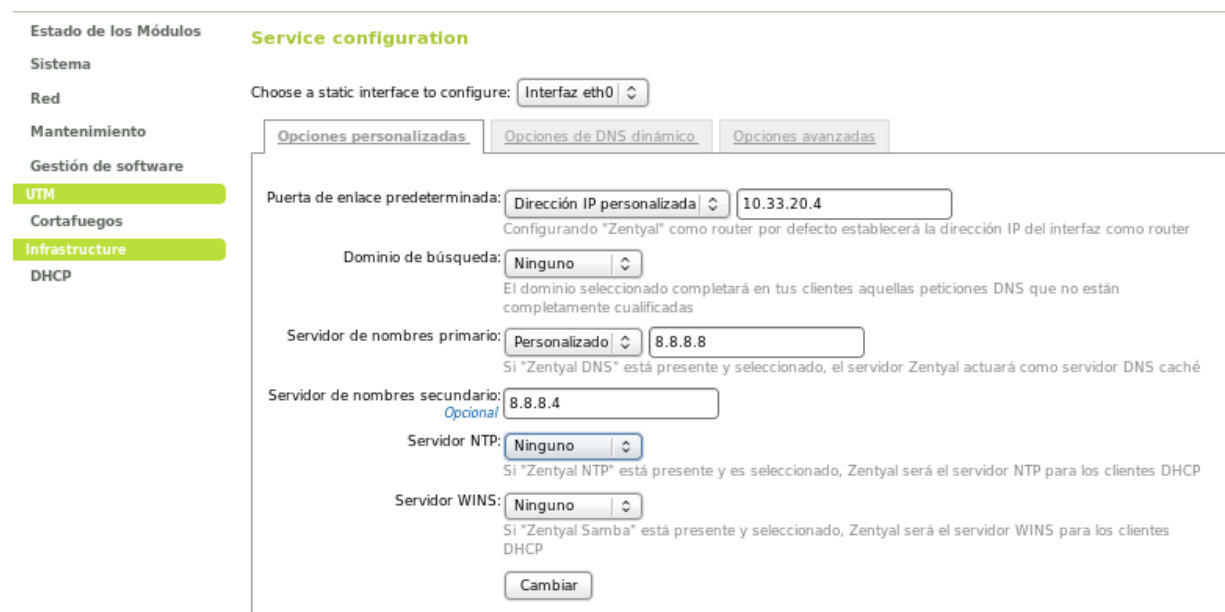 Estado de los Módulos
Sistema
Red
Mantenimiento
Gestión de software
UTM
Cortafuegos
Infrastructure
DHCP
Service configuration
Choose a static interface to configure: Interfaz eth0
Opciones personalizadas Opciones de DNS dinámico Opciones avanzadas
Puerta de enlace predeterminada: Dirección IP personalizada 10.33.20.4
Configurando "Zentyal" como router por defecto establecerá la dirección IP del interfaz como router
Dominio de búsqueda: Ninguno
El dominio seleccionado completará en tus clientes aquellas peticiones DNS que no están
completamente cualificadas
Servidor de nombres primario: Personalizado 8.8.8.8
Si "Zentyal DNS" está presente y seleccionado, el servidor Zentyal actuará como servidor DNS caché
Servidor de nombres secundario: 8.8.8.4
Opcional
Servidor NTP: Ninguno
Si "Zentyal NTP" está presente y es seleccionado, Zentyal será el servidor NTP para los clientes DHCP
Servidor WINS: Ninguno
Si "Zentyal Samba" está presente y seleccionado, Zentyal será el servidor WINS para los clientes
DHCP
Cambiar